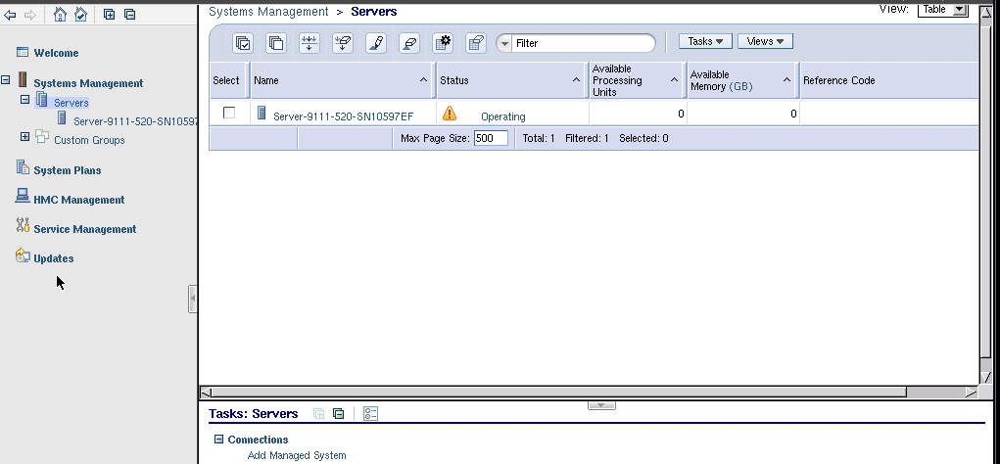 Systems Management > Servers
View: Table
Filter
Tasks Views
Welcome
Systems Management
Servers
Server-9111-520-SN10597
Custom Groups
System Plans
HMC Management
Service Management
Updates
Select Name Status Available Processing Units Available Memory (GB) Reference Code
Server-9111-520-SN10597EF Operating 0 0
Max Page Size: 500 Total: 1 Filtered: 1 Selected: 0
Tasks: Servers
Connections
Add Managed System